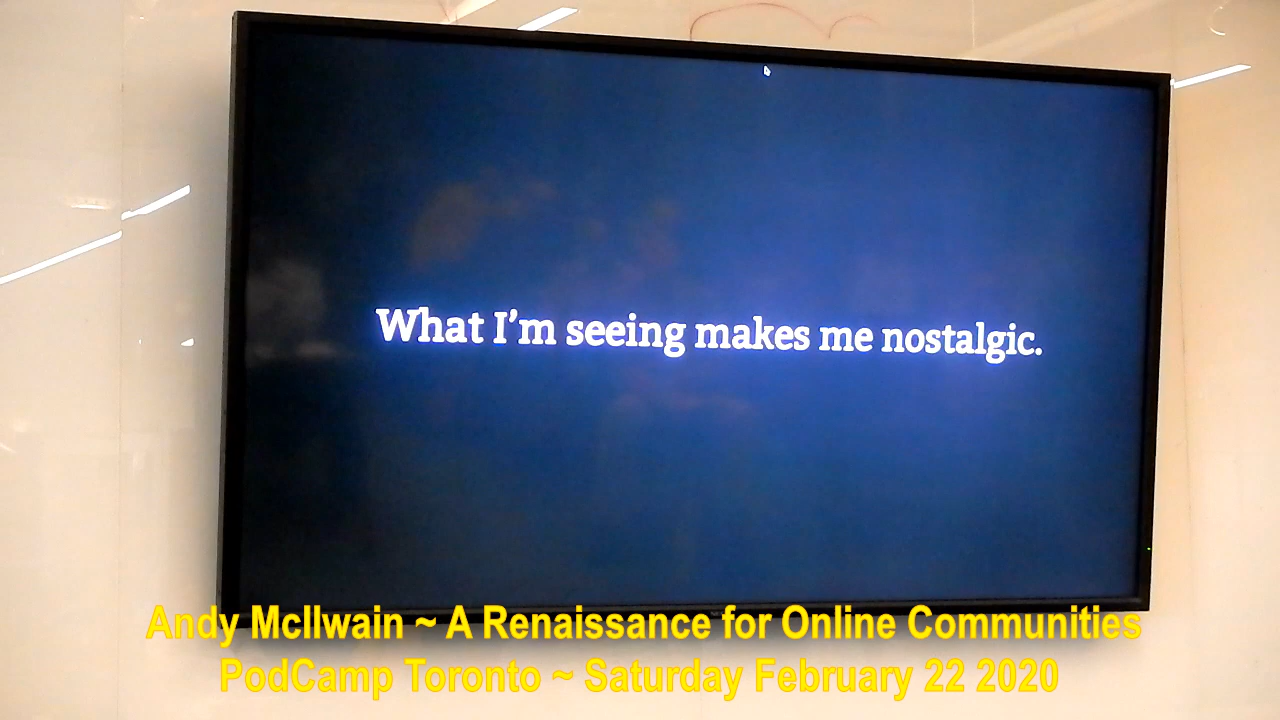 What I'm seeing makes me nostalgic.
Andy McIlwain ~ A Renaissance for Online Communities
PodCamp Toronto ~ Saturday February 22 2020